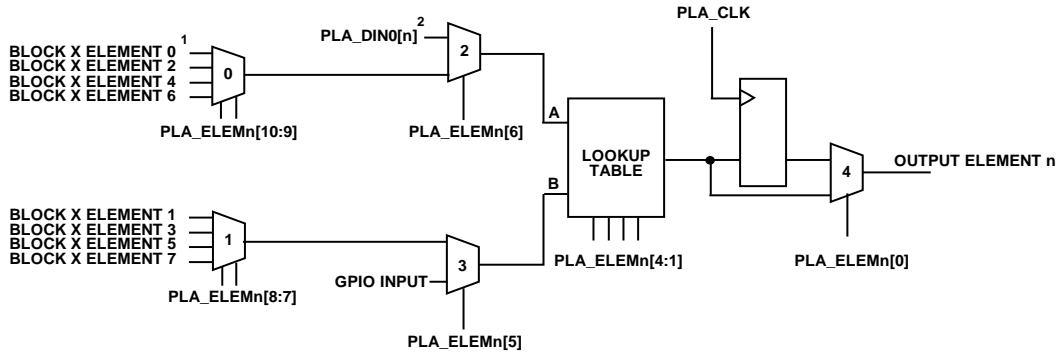 PLA_CLK
PLA_DIN0[n] 2
BLOCK X ELEMENT 0 1
BLOCK X ELEMENT 2
BLOCK X ELEMENT 4
BLOCK X ELEMENT 6
0
2
PLA_ELEMn[10:9]
PLA_ELEMn[6]
A
B
LOOKUP
TABLE
4
OUTPUT ELEMENT n
BLOCK X ELEMENT 1
BLOCK X ELEMENT 3
BLOCK X ELEMENT 5
BLOCK X ELEMENT 7
1
3
GPIO INPUT
PLA_ELEMn[4:1]
PLA_ELEMn[0]
PLA_ELEMn[8:7]
PLA_ELEMn[5]